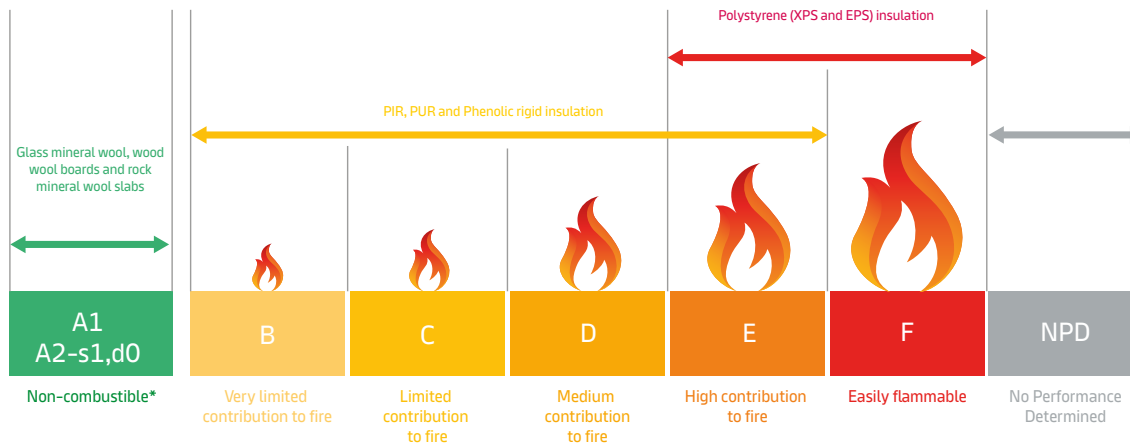 Polystyrene (XPS and EPS) insulation
PIR, PUR and Phenolic rigid insulation
Glass mineral wool, wood
wool boards and rock
mineral wool slabs
A1
A2-s1,d0
B
C
D
E
F
NPD
Non-combustible*
Very limited
contribution to fire
Limited
contribution
to fire
Medium
contribution
to fire
High contribution
to fire
Easily flammable
No Performance
Determined